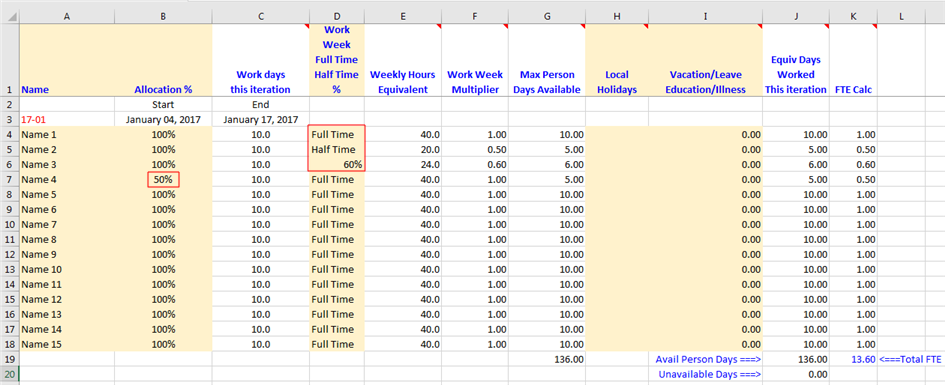 A B C D E F G H I J K L
1 Name Allocation % Work days this iteration Work Week Full Time Half Time % Weekly Hours Equivalent Work Week Multiplier Max Person Days Available Local Holidays Vacation/Leave Education/Illness Equiv Days Worked This iteration FTE Calc
2 Start End
3 17-01 January 04, 2017 January 17, 2017
4 Name 1 100% 10.0 Full Time 40.0 1.00 10.00 0.00 10.00 1.00
5 Name 2 100% 10.0 Half Time 20.0 0.50 5.00 0.00 5.00 0.50
6 Name 3 100% 10.0 60% 24.0 0.60 6.00 0.00 6.00 0.60
7 Name 4 50% 10.0 Full Time 40.0 1.00 5.00 0.00 5.00 0.50
8 Name 5 100% 10.0 Full Time 40.0 1.00 10.00 0.00 10.00 1.00
9 Name 6 100% 10.0 Full Time 40.0 1.00 10.00 0.00 10.00 1.00
10 Name 7 100% 10.0 Full Time 40.0 1.00 10.00 0.00 10.00 1.00
11 Name 8 100% 10.0 Full Time 40.0 1.00 10.00 0.00 10.00 1.00
12 Name 9 100% 10.0 Full Time 40.0 1.00 10.00 0.00 10.00 1.00
13 Name 10 100% 10.0 Full Time 40.0 1.00 10.00 0.00 10.00 1.00
14 Name 11 100% 10.0 Full Time 40.0 1.00 10.00 0.00 10.00 1.00
15 Name 12 100% 10.0 Full Time 40.0 1.00 10.00 0.00 10.00 1.00
16 Name 13 100% 10.0 Full Time 40.0 1.00 10.00 0.00 10.00 1.00
17 Name 14 100% 10.0 Full Time 40.0 1.00 10.00 0.00 10.00 1.00
18 Name 15 100% 10.0 Full Time 40.0 1.00 10.00 0.00 10.00 1.00
19 136.00 Avail Person Days ===> 136.00 13.60 <===Total FTE
20 Unavailable Days ===> 0.00